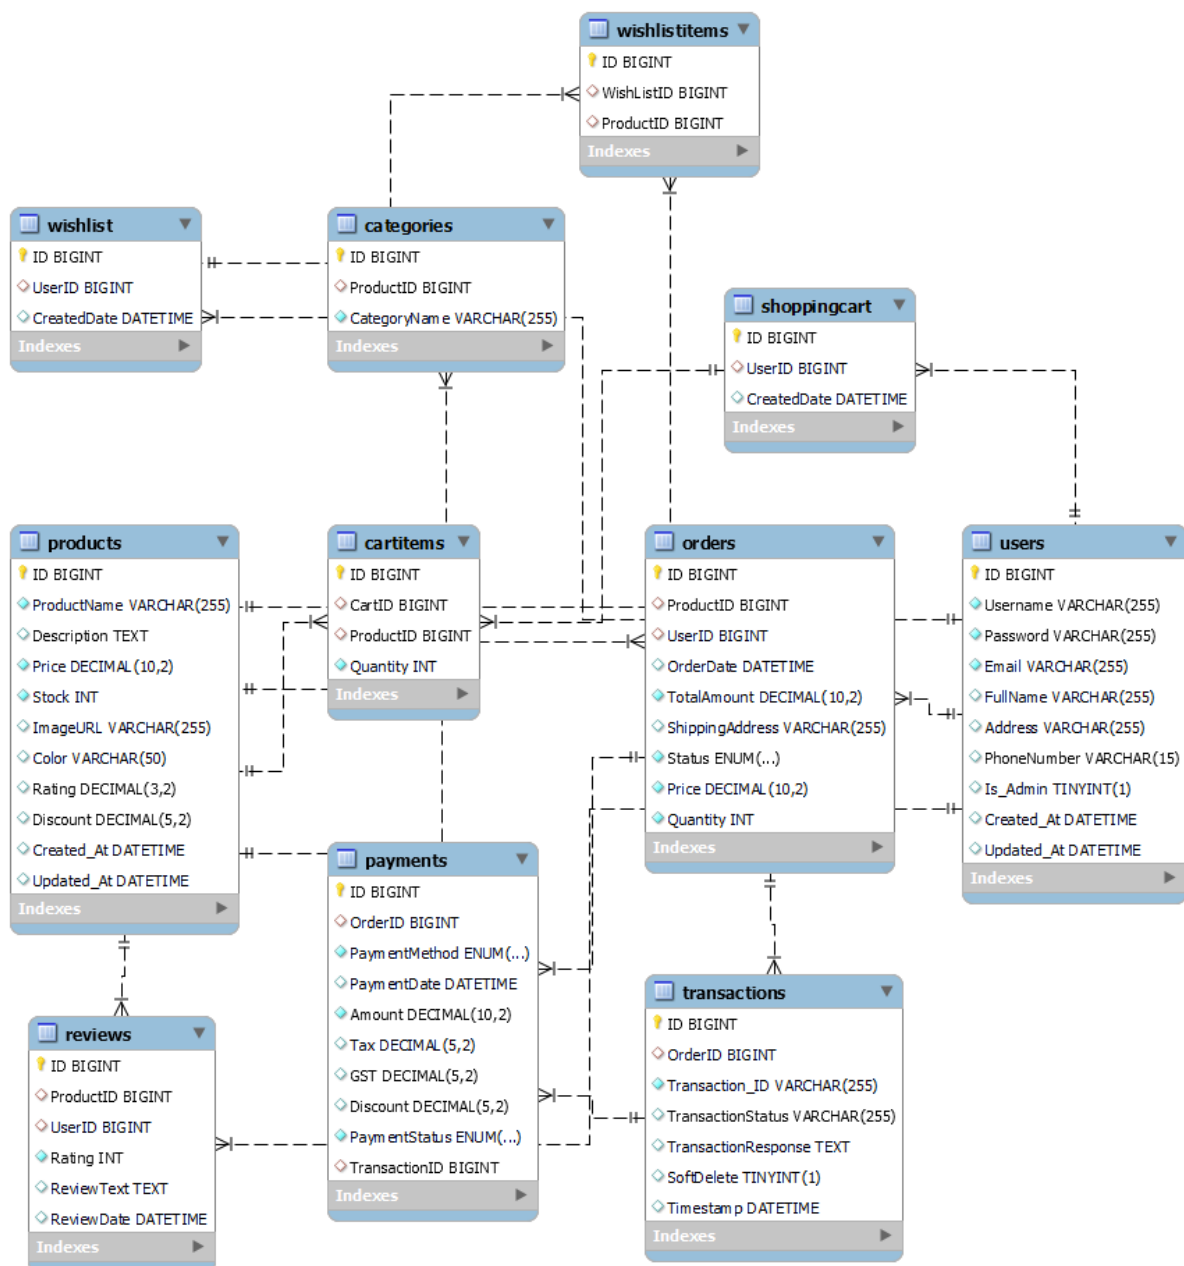 wishlistitems
ID BIGINT
WishListID BIGINT
ProductID BIGINT
Indexes
wishlist
ID BIGINT
UserID BIGINT
CreatedDate DATETIME
Indexes
categories
ID BIGINT
ProductID BIGINT
CategoryName VARCHAR(255)
Indexes
shoppingcart
ID BIGINT
UserID BIGINT
CreatedDate DATETIME
Indexes
products
ID BIGINT
ProductName VARCHAR(255)
Description TEXT
Price DECIMAL(10,2)
Stock INT
ImageURL VARCHAR(255)
Color VARCHAR(50)
Rating DECIMAL(3,2)
Discount DECIMAL(5,2)
Created_At DATETIME
Updated_At DATETIME
Indexes
cartitems
ID BIGINT
CartID BIGINT
ProductID BIGINT
Quantity INT
Indexes
orders
ID BIGINT
ProductID BIGINT
UserID BIGINT
OrderDate DATETIME
TotalAmount DECIMAL(10,2)
ShippingAddress VARCHAR(255)
Status ENUM(...)
Price DECIMAL(10,2)
Quantity INT
Indexes
users
ID BIGINT
Username VARCHAR(255)
Password VARCHAR(255)
Email VARCHAR(255)
FullName VARCHAR(255)
Address VARCHAR(255)
PhoneNumber VARCHAR(15)
Is_Admin TINYINT(1)
Created_At DATETIME
Updated_At DATETIME
Indexes
payments
ID BIGINT
OrderID BIGINT
PaymentMethod ENUM(...)
PaymentDate DATETIME
Amount DECIMAL(10,2)
Tax DECIMAL(5,2)
GST DECIMAL(5,2)
Discount DECIMAL(5,2)
PaymentStatus ENUM(...)
TransactionID BIGINT
Indexes
transactions
ID BIGINT
OrderID BIGINT
Transaction_ID VARCHAR(255)
TransactionStatus VARCHAR(255)
TransactionResponse TEXT
SoftDelete TINYINT(1)
Timestamp DATETIME
Indexes
reviews
ID BIGINT
ProductID BIGINT
UserID BIGINT
Rating INT
ReviewText TEXT
ReviewDate DATETIME
Indexes